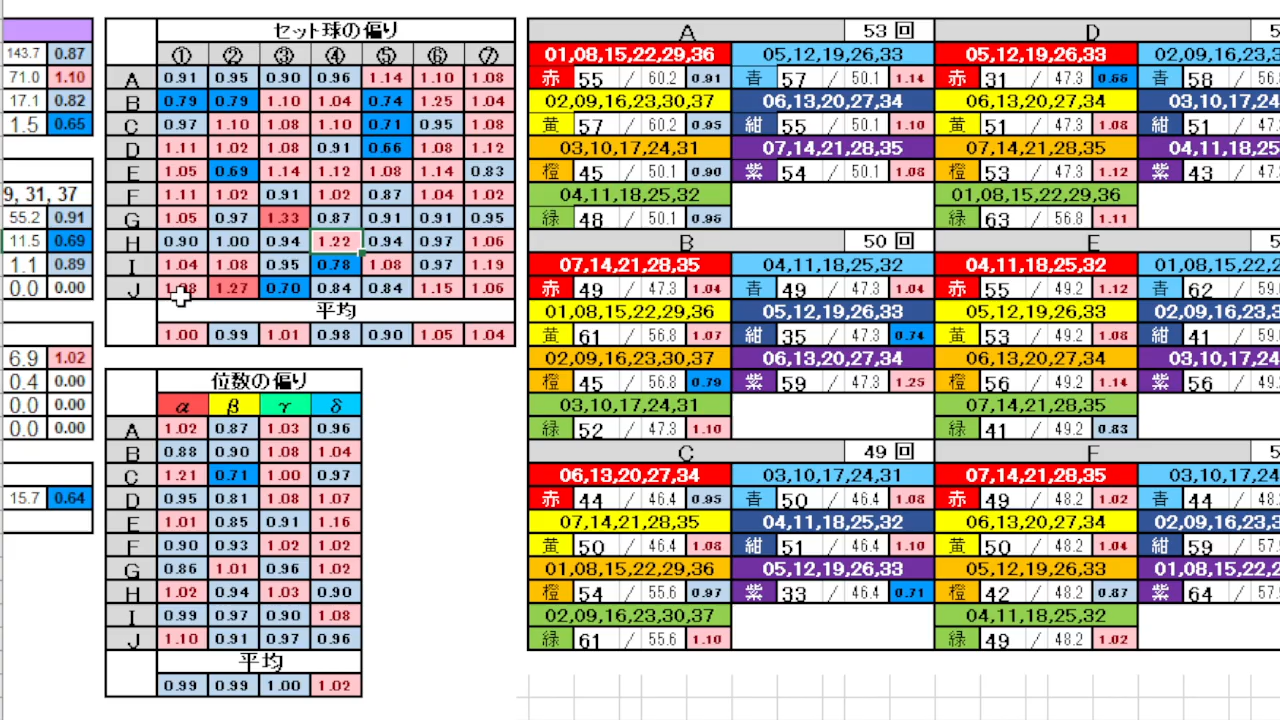 143.7 0.87
71.0 1.10
17.1 0.82
1.5 0.65
9, 31, 37
55.2 0.91
11.5 0.69
1.1 0.89
0.0 0.00
6.9 1.02
0.4 0.00
0.0 0.00
0.0 0.00
15.7 0.64
セット球の偏り
① ② ③ ④ ⑤ ⑥ ⑦
A 0.91 0.95 0.90 0.96 1.14 1.10 1.08
B 0.79 0.79 1.10 1.04 0.74 1.25 1.04
C 0.97 1.10 1.08 1.10 0.71 0.95 1.08
D 1.11 1.02 1.08 0.91 0.66 1.08 1.12
E 1.05 0.69 1.14 1.12 1.08 1.14 0.83
F 1.11 1.02 0.91 1.02 0.87 1.04 1.02
G 1.05 0.97 1.33 0.87 0.91 0.91 0.95
H 0.90 1.00 0.94 1.22 0.94 0.97 1.06
I 1.04 1.08 0.95 0.78 1.08 0.97 1.19
J 1.27 0.70 0.84 0.84 1.15 1.06
平均
1.00 0.99 1.01 0.98 0.90 1.05 1.04
位数の偏り
α β γ δ
A 1.02 0.87 1.03 0.96
B 0.88 0.90 1.08 1.04
C 1.21 0.71 1.00 0.97
D 0.95 0.81 1.08 1.07
E 1.01 0.85 0.91 1.16
F 0.90 0.93 1.02 1.02
G 0.86 1.01 0.96 1.02
H 1.02 0.94 1.03 0.90
I 0.99 0.97 0.90 1.08
J 1.10 0.91 0.97 0.96
平均
0.99 0.99 1.00 1.02
A 53 回
01,08,15,22,29,36 05,12,19,26,33
赤 55 / 60.2 0.91 青 57 / 50.1 1.14
02,09,16,23,30,37 06,13,20,27,34
黄 57 / 60.2 0.95 紺 55 / 50.1 1.10
03,10,17,24,31 07,14,21,28,35
橙 45 / 50.1 0.90 紫 54 / 50.1 1.08
04,11,18,25,32
緑 48 / 50.1 0.96
B 50 回
07,14,21,28,35 04,11,18,25,32
赤 49 / 47.3 1.04 青 49 / 47.3 1.04
01,08,15,22,29,36 05,12,19,26,33
黄 61 / 56.8 1.07 紺 35 / 47.3 0.74
02,09,16,23,30,37 06,13,20,27,34
橙 45 / 56.8 0.79 紫 59 / 47.3 1.25
03,10,17,24,31
緑 52 / 47.3 1.10
C 49 回
06,13,20,27,34 03,10,17,24,31
赤 44 / 46.4 0.95 青 50 / 46.4 1.08
07,14,21,28,35 04,11,18,25,32
黄 50 / 46.4 1.08 紺 51 / 46.4 1.10
01,08,15,22,29,36 05,12,19,26,33
橙 54 / 55.6 0.97 紫 33 / 46.4 0.71
02,09,16,23,30,37
緑 61 / 55.6 1.10
D
05,12,19,26,33 02,09,16,23
赤 31 / 47.3 0.66 青 58 / 56
06,13,20,27,34 03,10,17,24
黄 51 / 47.3 1.08 紺 51 / 47
07,14,21,28,35 04,11,18,25
橙 53 / 47.3 1.12 紫 43 / 47
01,08,15,22,29,36
緑 63 / 56.8 1.11
E
04,11,18,25,32 01,08,15,22
赤 55 / 49.2 1.12 青 62 / 59
05,12,19,26,33 02,09,16,23
黄 53 / 49.2 1.08 紺 41 / 59
06,13,20,27,34 03,10,17,24
橙 56 / 49.2 1.14 紫 56 / 49
07,14,21,28,35
緑 41 / 49.2 0.83
F
07,14,21,28,35 03,10,17,24
赤 49 / 48.2 1.02 青 44 / 48
06,13,20,27,34 02,09,16,23
黄 50 / 48.2 1.04 紺 59 / 57
05,12,19,26,33 01,08,15,22
橙 42 / 48.2 0.87 紫 64 / 57
04,11,18,25,32
緑 49 / 48.2 1.02